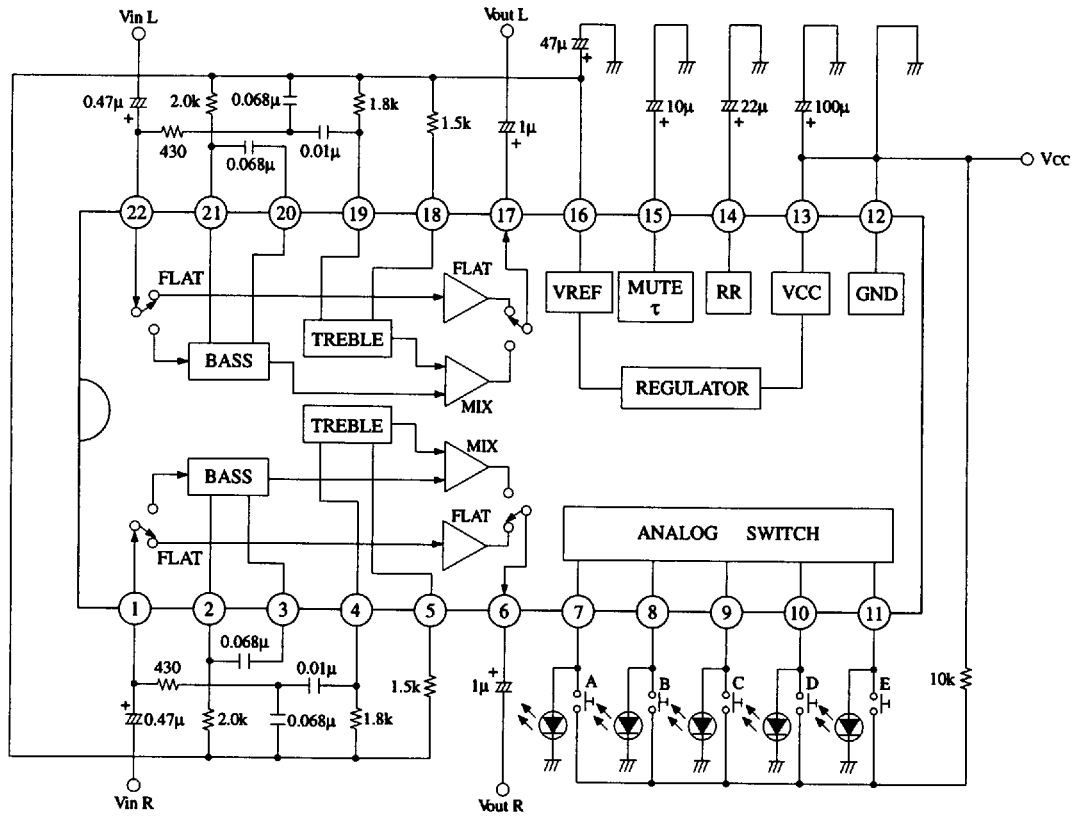 Vin L
Vout L
47µ
+
0.47µ
+
2.0k
0.068µ
1.8k
1.5k
1µ
+
10µ
+
22µ
+
100µ
+
Vcc
430
0.068µ
0.01µ
22
21
20
19
18
17
16
15
14
13
12
FLAT
FLAT
VREF
MUTE
τ
RR
VCC
GND
TREBLE
BASS
MIX
REGULATOR
TREBLE
MIX
BASS
FLAT
FLAT
ANALOG SWITCH
1
2
3
4
5
6
7
8
9
10
11
0.068µ
430
0.01µ
1.5k
+
1µ
+
0.47µ
2.0k
0.068µ
1.8k
A
B
C
D
E
10k
Vin R
Vout R